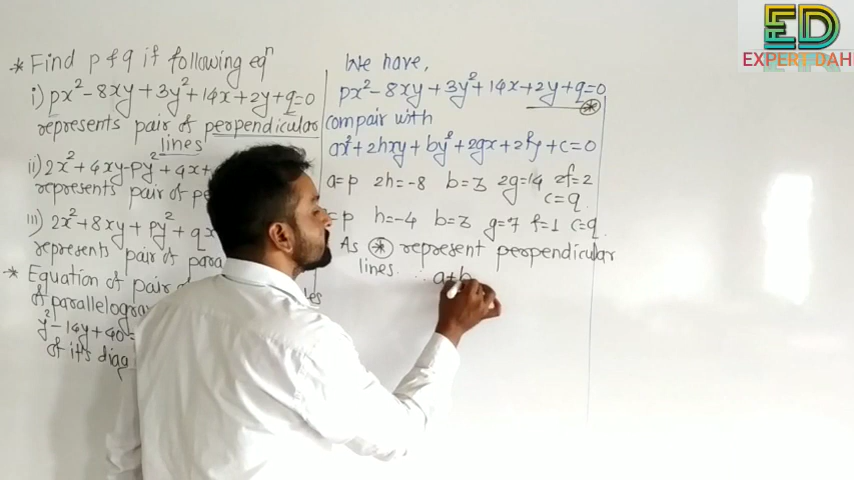 * Find p & q if following eqn
i) px²-8xy+3y²+14x+2y+q=0
represents pair of perpendicular
lines
ii) 2x²+4xy-py²+4x+
represents pair of pe
iii) 2x²+8xy+py²+qx
represents pair of para
* Equation of pair of
of parallelogra
y²-14y+40=
of it's diag
We have,
px²-8xy+3y²+14x+2y+q=0
*
compair with
ax²+2hxy+by²+2gx+2fy+c=0
a=p 2h=-8 b=3 2g=14 2f=2
c=q.
=p h=-4 b=3 g=7 f=1 c=q.
As * represent perpendicular
lines. ∴ a+b
ED
EXPERT DAH